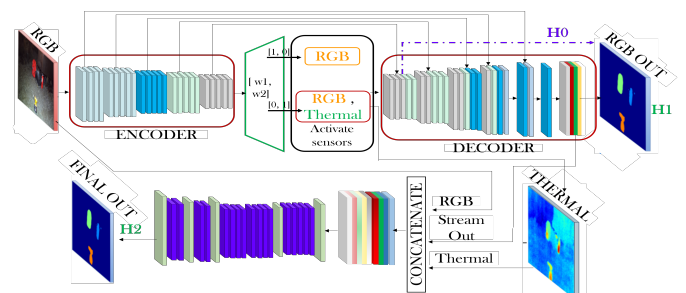 RGB
ENCODER
[ w1,
w2]
[1, 0]
[0, 1]
RGB
RGB ,
Thermal
Activate
sensors
DECODER
H0
RGB OUT
H1
FINAL OUT
H2
CONCATENATE
RGB
Stream
Out
Thermal
THERMAL